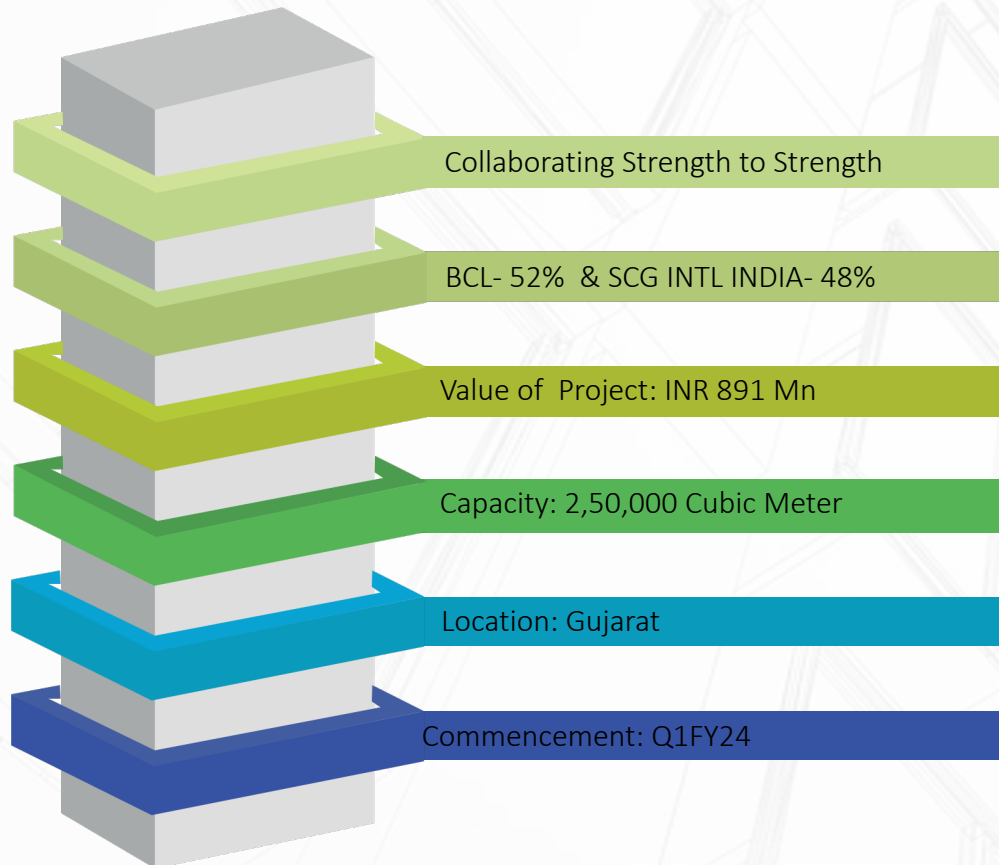 Collaborating Strength to Strength
BCL- 52% & SCG INTL INDIA- 48%
Value of Project: INR 891 Mn
Capacity: 2,50,000 Cubic Meter
Location: Gujarat
Commencement: Q1FY24